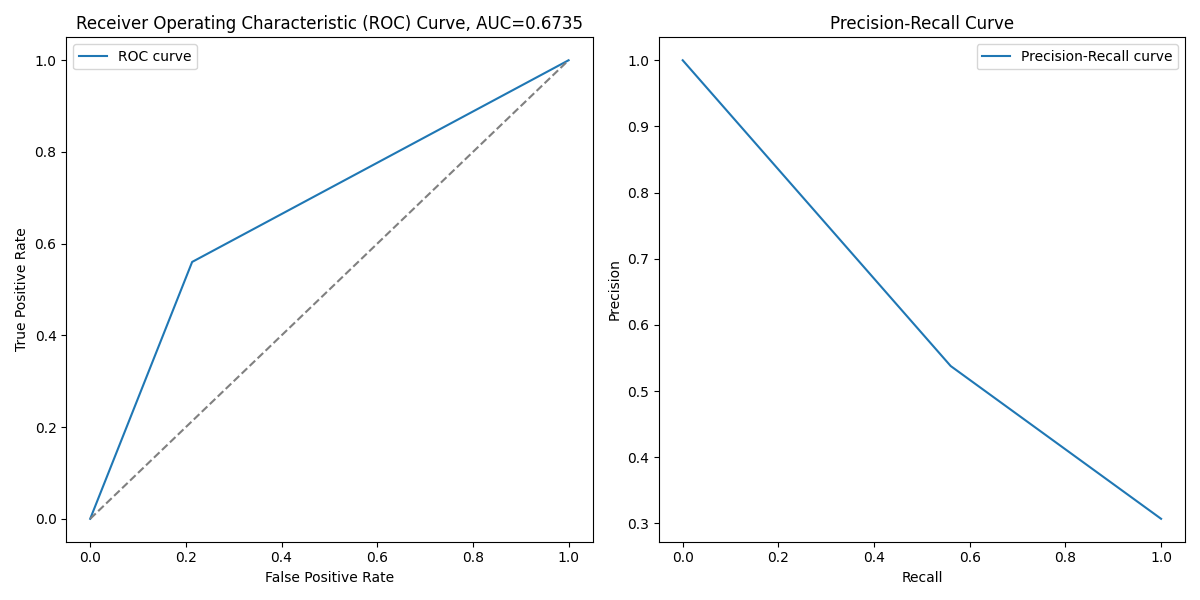 Receiver Operating Characteristic (ROC) Curve, AUC=0.6735
ROC curve
1.0
0.8
0.6
0.4
0.2
0.0
True Positive Rate
0.0 0.2 0.4 0.6 0.8 1.0
False Positive Rate
Precision-Recall Curve
Precision-Recall curve
1.0
0.9
0.8
0.7
0.6
0.5
0.4
0.3
Precision
0.0 0.2 0.4 0.6 0.8 1.0
Recall